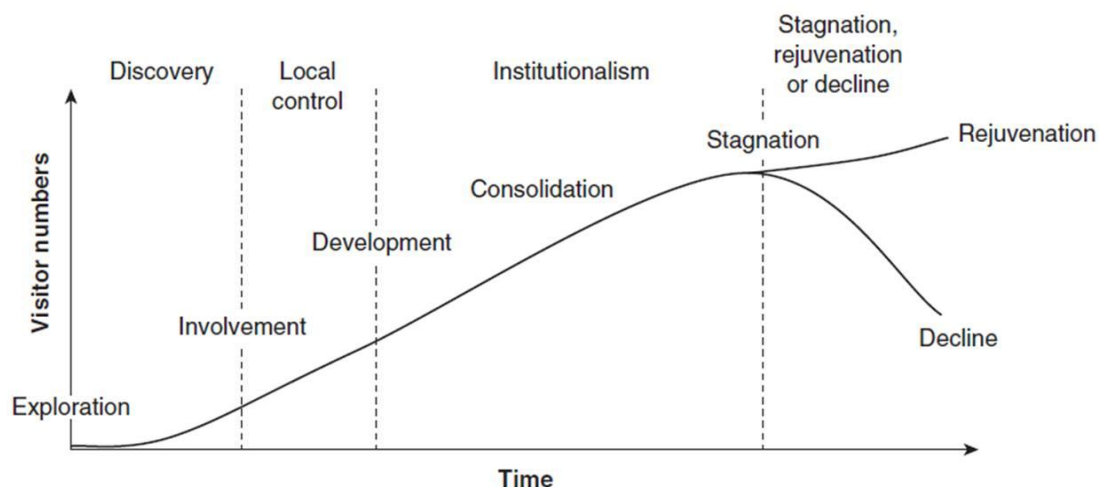 Stagnation,
rejuvenation
or decline
Discovery
Local
control
Institutionalism
Stagnation
Rejuvenation
Consolidation
Development
Involvement
Decline
Exploration
Visitor numbers
Time